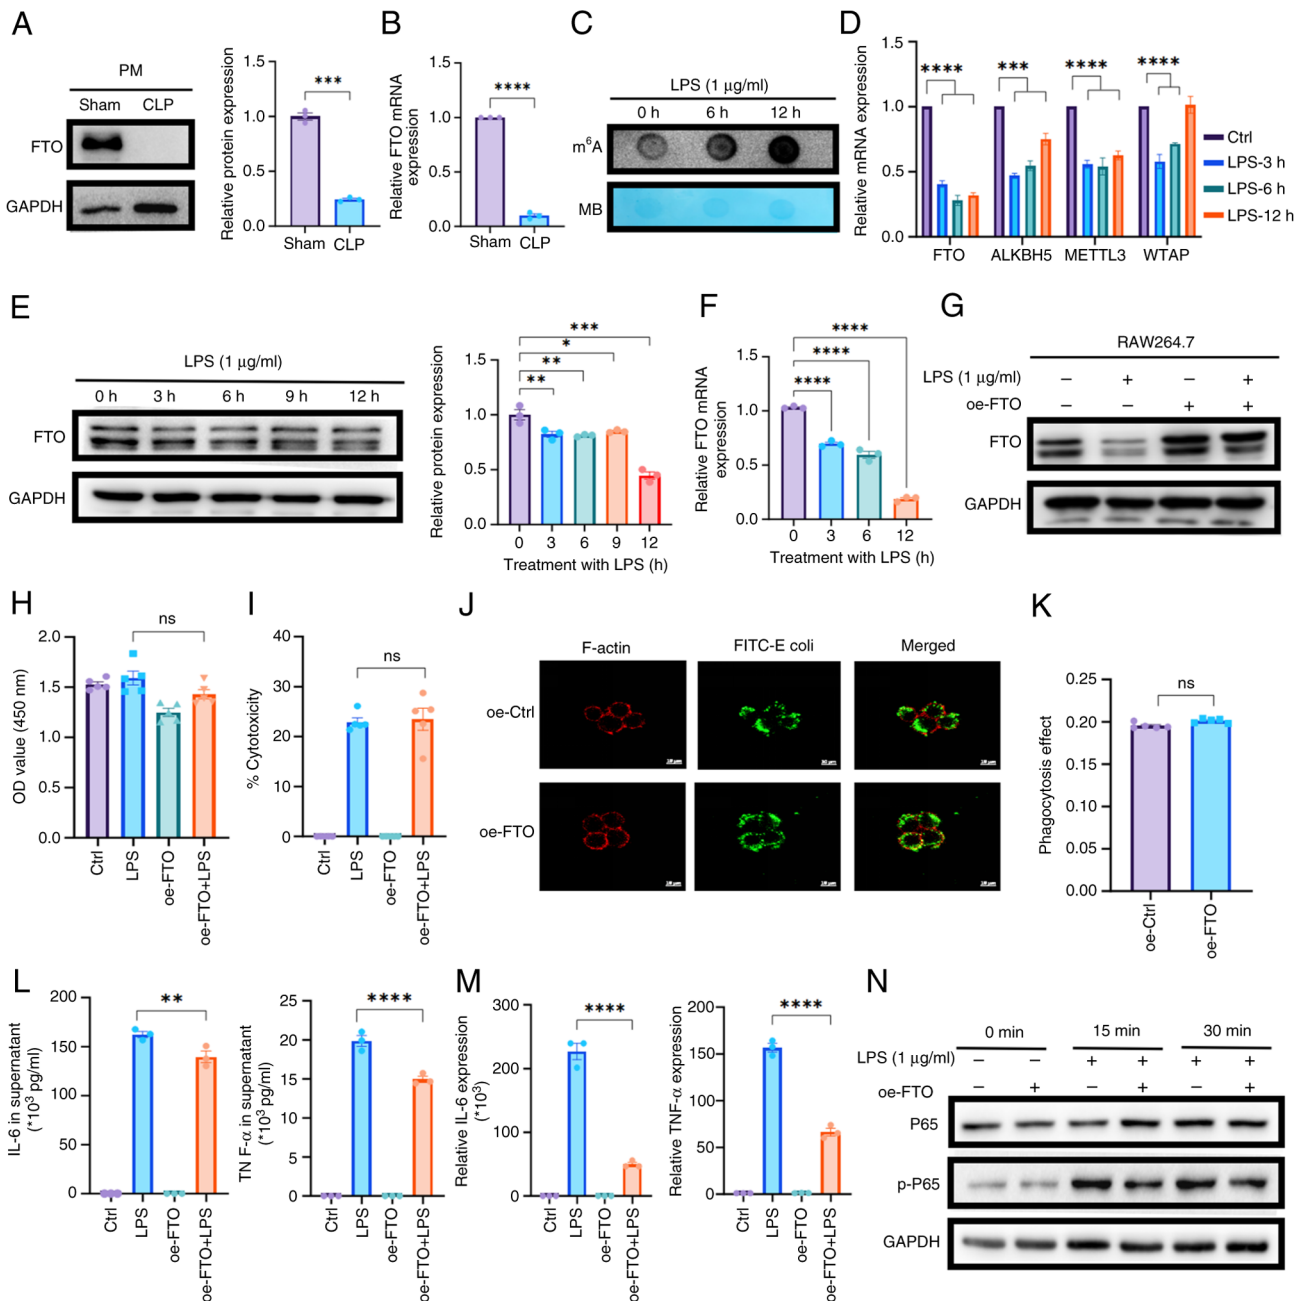 A
PM
Sham CLP
FTO
GAPDH
Relative protein expression
1.5
1.0
0.5
0.0
***
Sham CLP
B
Relative FTO mRNA
expression
1.5
1.0
0.5
0.0
****
Sham CLP
C
LPS (1 µg/ml)
0 h 6 h 12 h
m6A
MB
D
Relative mRNA expression
1.5
1.0
0.5
0.0
**** *** **** ****
FTO ALKBH5 METTL3 WTAP
Ctrl
LPS-3 h
LPS-6 h
LPS-12 h
E
LPS (1 µg/ml)
0 h 3 h 6 h 9 h 12 h
FTO
GAPDH
Relative protein expression
1.5
1.0
0.5
0.0
***
*
**
**
0 3 6 9 12
Treatment with LPS (h)
F
Relative FTO mRNA
expression
1.5
1.0
0.5
0.0
****
****
****
0 3 6 12
Treatment with LPS (h)
G
RAW264.7
LPS (1 µg/ml) – + – +
oe-FTO – – + +
FTO
GAPDH
H
OD value (450 nm)
2.0
1.5
1.0
0.5
0.0
ns
Ctrl
LPS
oe-FTO
oe-FTO+LPS
I
% Cytotoxicity
40
30
20
10
0
ns
Ctrl
LPS
oe-FTO
oe-FTO+LPS
J
F-actin FITC-E coli Merged
oe-Ctrl
10 µm
10 µm
10 µm
oe-FTO
10 µm
10 µm
10 µm
K
Phagocytosis effect
0.25
0.20
0.15
0.10
0.05
0.00
ns
oe-Ctrl
oe-FTO
L
IL-6 in supernatant
(*10³ pg/ml)
200
150
100
50
0
**
Ctrl
LPS
oe-FTO
oe-FTO+LPS
TN F-α in supernatant
(*10³ pg/ml)
25
20
15
10
5
0
****
Ctrl
LPS
oe-FTO
oe-FTO+LPS
M
Relative IL-6 expression
(*10³)
300
200
100
0
****
Ctrl
LPS
oe-FTO
oe-FTO+LPS
Relative TNF-α expression
200
150
100
50
0
****
Ctrl
LPS
oe-FTO
oe-FTO+LPS
N
0 min 15 min 30 min
LPS (1 µg/ml) – – + + + +
oe-FTO – + – + – +
P65
p-P65
GAPDH